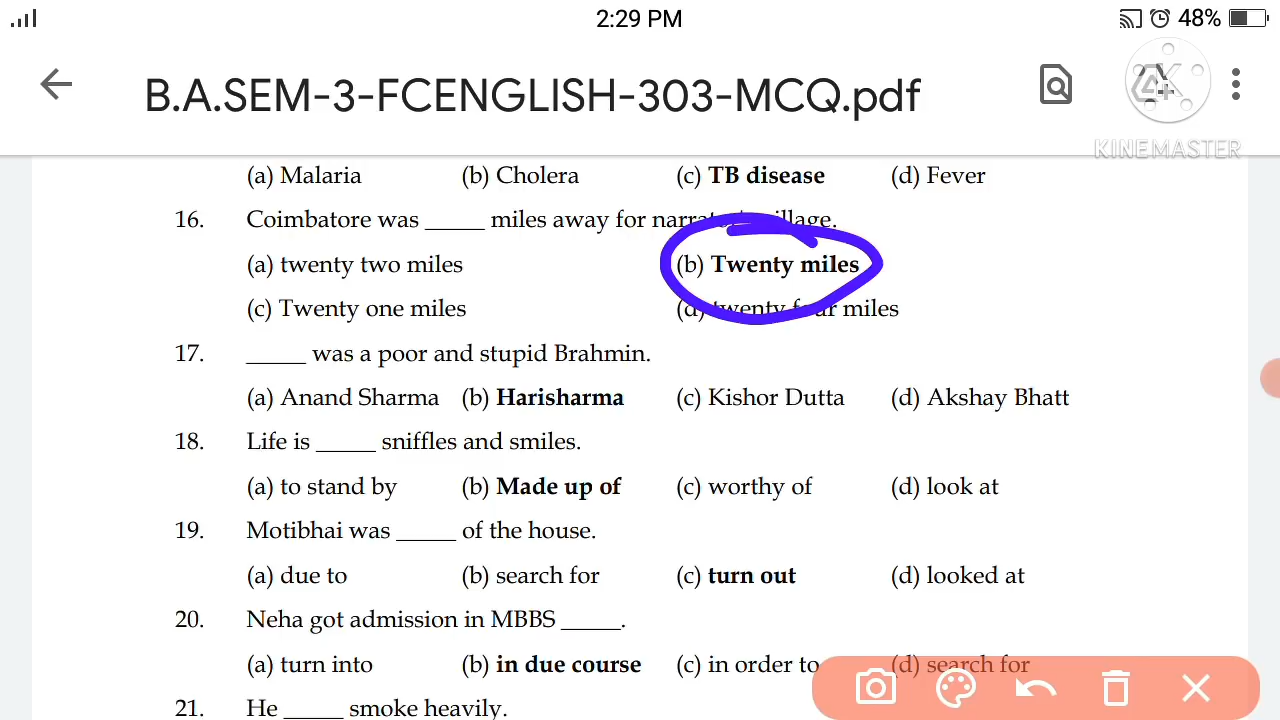 2:29 PM
48%
B.A.SEM-3-FCENGLISH-303-MCQ.pdf
KINEMASTER
(a) Malaria (b) Cholera (c) TB disease (d) Fever
16. Coimbatore was _____ miles away for narrator's village.
(a) twenty two miles (b) Twenty miles
(c) Twenty one miles (d) twenty four miles
17. _____ was a poor and stupid Brahmin.
(a) Anand Sharma (b) Harisharma (c) Kishor Dutta (d) Akshay Bhatt
18. Life is _____ sniffles and smiles.
(a) to stand by (b) Made up of (c) worthy of (d) look at
19. Motibhai was _____ of the house.
(a) due to (b) search for (c) turn out (d) looked at
20. Neha got admission in MBBS _____.
(a) turn into (b) in due course (c) in order to (d) search for
21. He _____ smoke heavily.